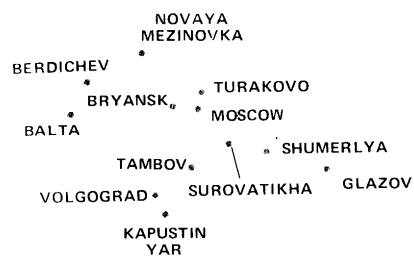 NOVAYA
MEZINOVKA
BERDICHEV
TURAKOVO
BRYANSK
MOSCOW
BALTA
SHUMERLYA
TAMBOV
GLAZOV
VOLGOGRAD
SUROVATIKHA
KAPUSTIN
YAR